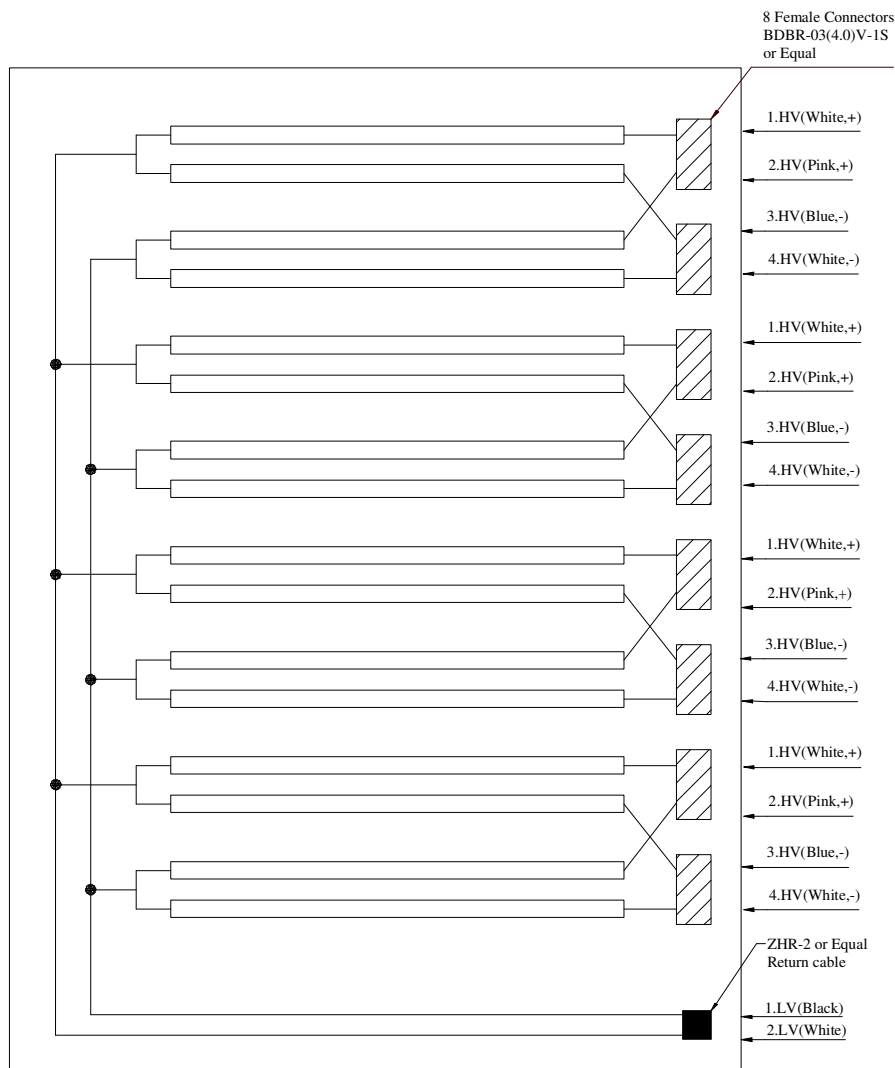 8 Female Connectors
BDBR-03(4.0)V-1S
or Equal
1.HV(White,+)
2.HV(Pink,+)
3.HV(Blue,-)
4.HV(White,-)
1.HV(White,+)
2.HV(Pink,+)
3.HV(Blue,-)
4.HV(White,-)
1.HV(White,+)
2.HV(Pink,+)
3.HV(Blue,-)
4.HV(White,-)
1.HV(White,+)
2.HV(Pink,+)
3.HV(Blue,-)
4.HV(White,-)
ZHR-2 or Equal
Return cable
1.LV(Black)
2.LV(White)